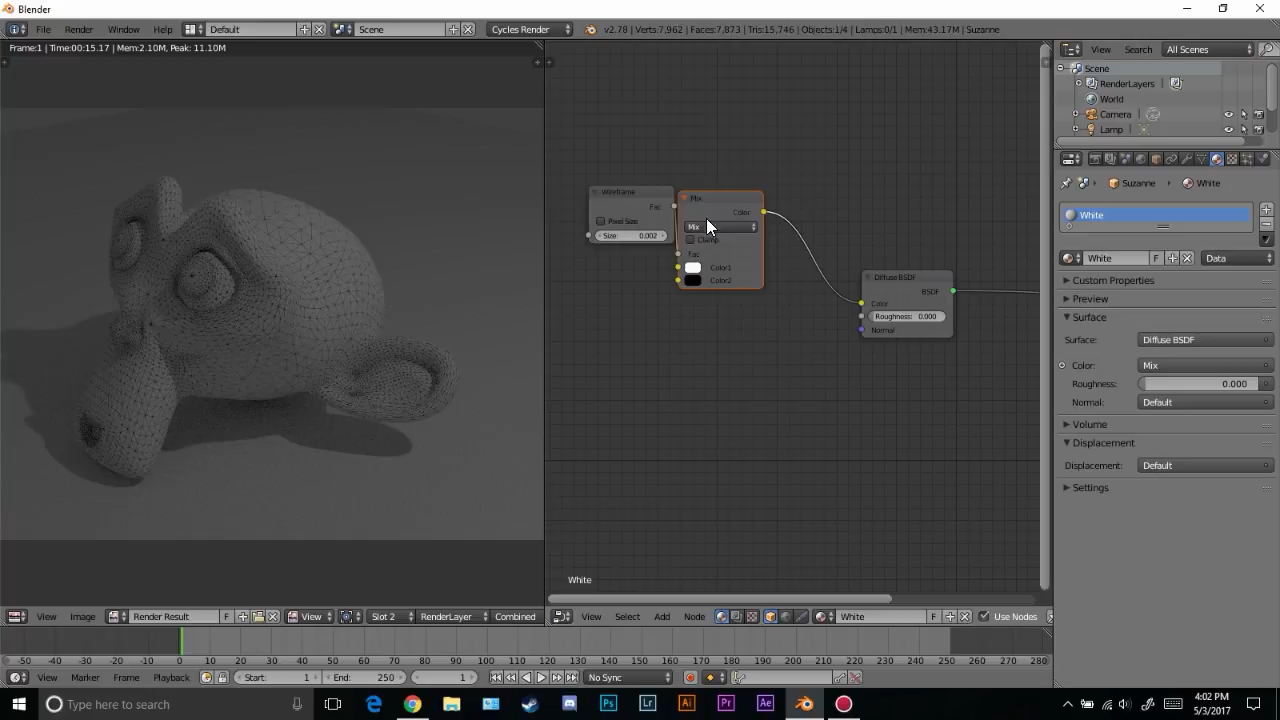 Blender
File Render Window Help Default Scene Cycles Render v2.78 | Verts:7,962 | Faces:7,873 | Tris:15,746 | Objects:1/4 | Lamps:0/1 | Mem:43.17M | Suzanne
Frame:1 | Time:00:15.17 | Mem:2.10M, Peak: 11.10M
View Search All Scenes
Scene
RenderLayers
World
Camera
Lamp
Suzanne White
White
White F Data
Custom Properties
Preview
Surface
Surface: Diffuse BSDF
Color: Mix
Roughness: 0.000
Normal: Default
Volume
Displacement
Displacement: Default
Settings
Wireframe
Fac
Pixel Size
Size: 0.002
Mix
Color
Mix
Clamp
Fac
Color1
Color2
Diffuse BSDF
BSDF
Color
Roughness: 0.000
Normal
White
View Image Render Result F View Slot 2 RenderLayer Combined
View Select Add Node White F Use Nodes
-50 -40 -30 -20 -10 0 10 20 30 40 50 60 70 80 90 100 110 120 130 140 150 160 170 180 190 200 210 220 230 240 250 260 270 280
View Marker Frame Playback Start: 1 End: 250 1 No Sync
Type here to search Ps Lr Ai Pr Ae
4:02 PM
5/3/2017